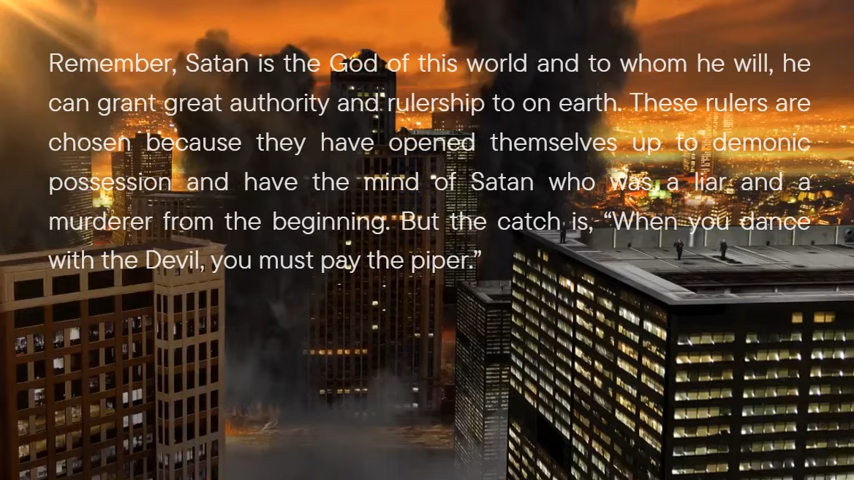 Remember, Satan is the God of this world and to whom he will, he
can grant great authority and rulership to on earth. These rulers are
chosen because they have opened themselves up to demonic
possession and have the mind of Satan who was a liar and a
murderer from the beginning. But the catch is, “When you dance
with the Devil, you must pay the piper.”